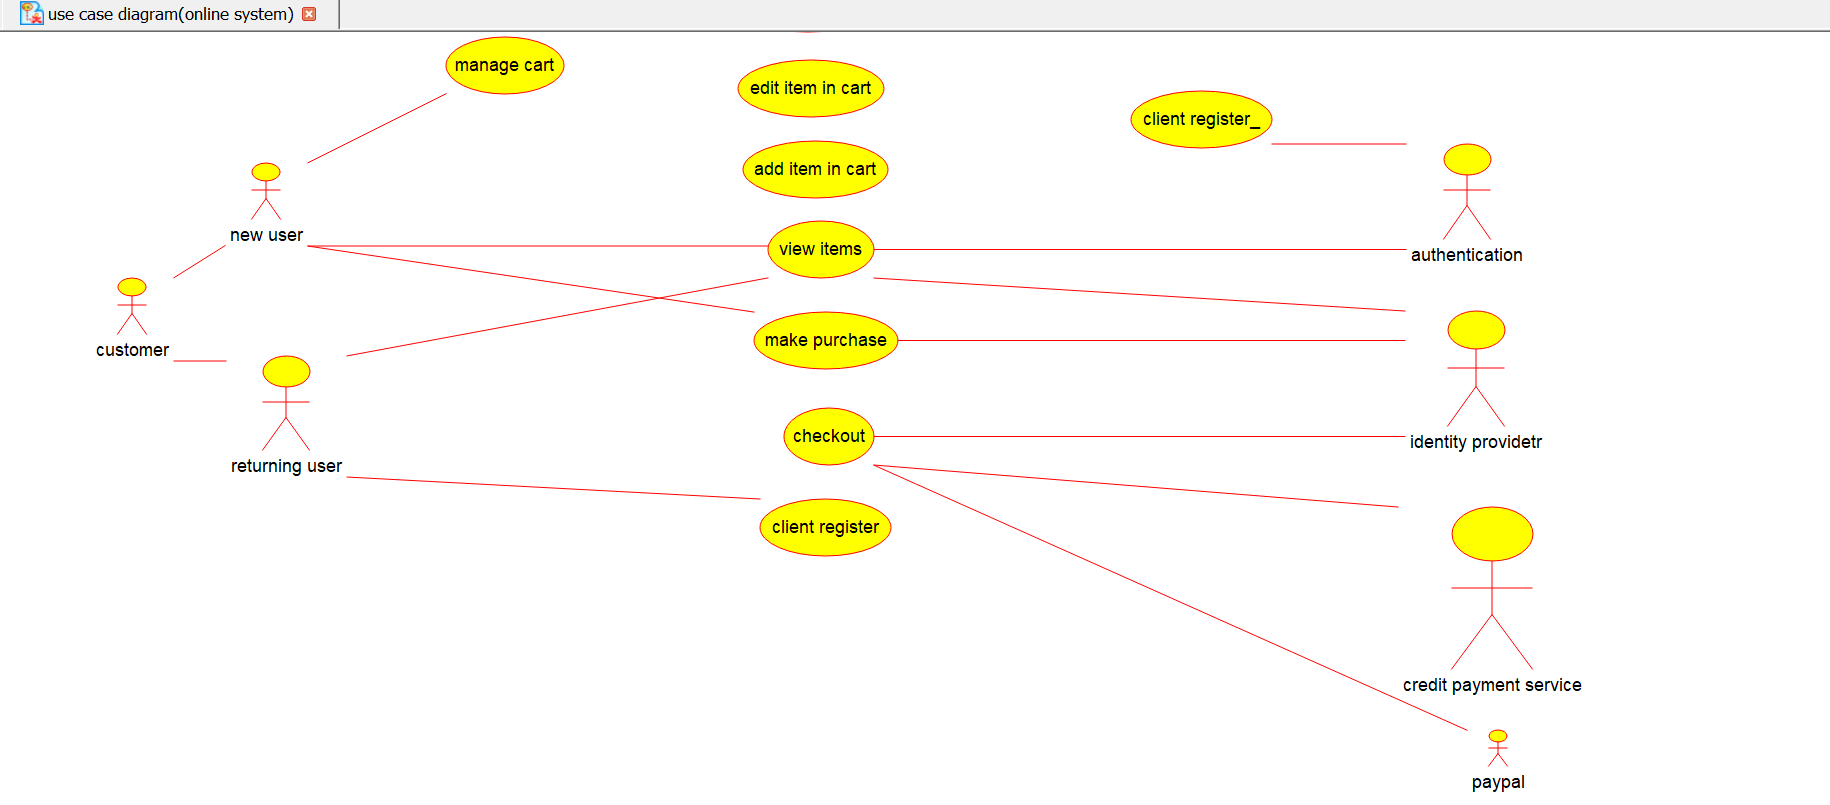 use case diagram(online system)
manage cart
edit item in cart
client register_
add item in cart
new user
view items
authentication
customer
make purchase
checkout
identity providetr
returning user
client register
credit payment service
paypal